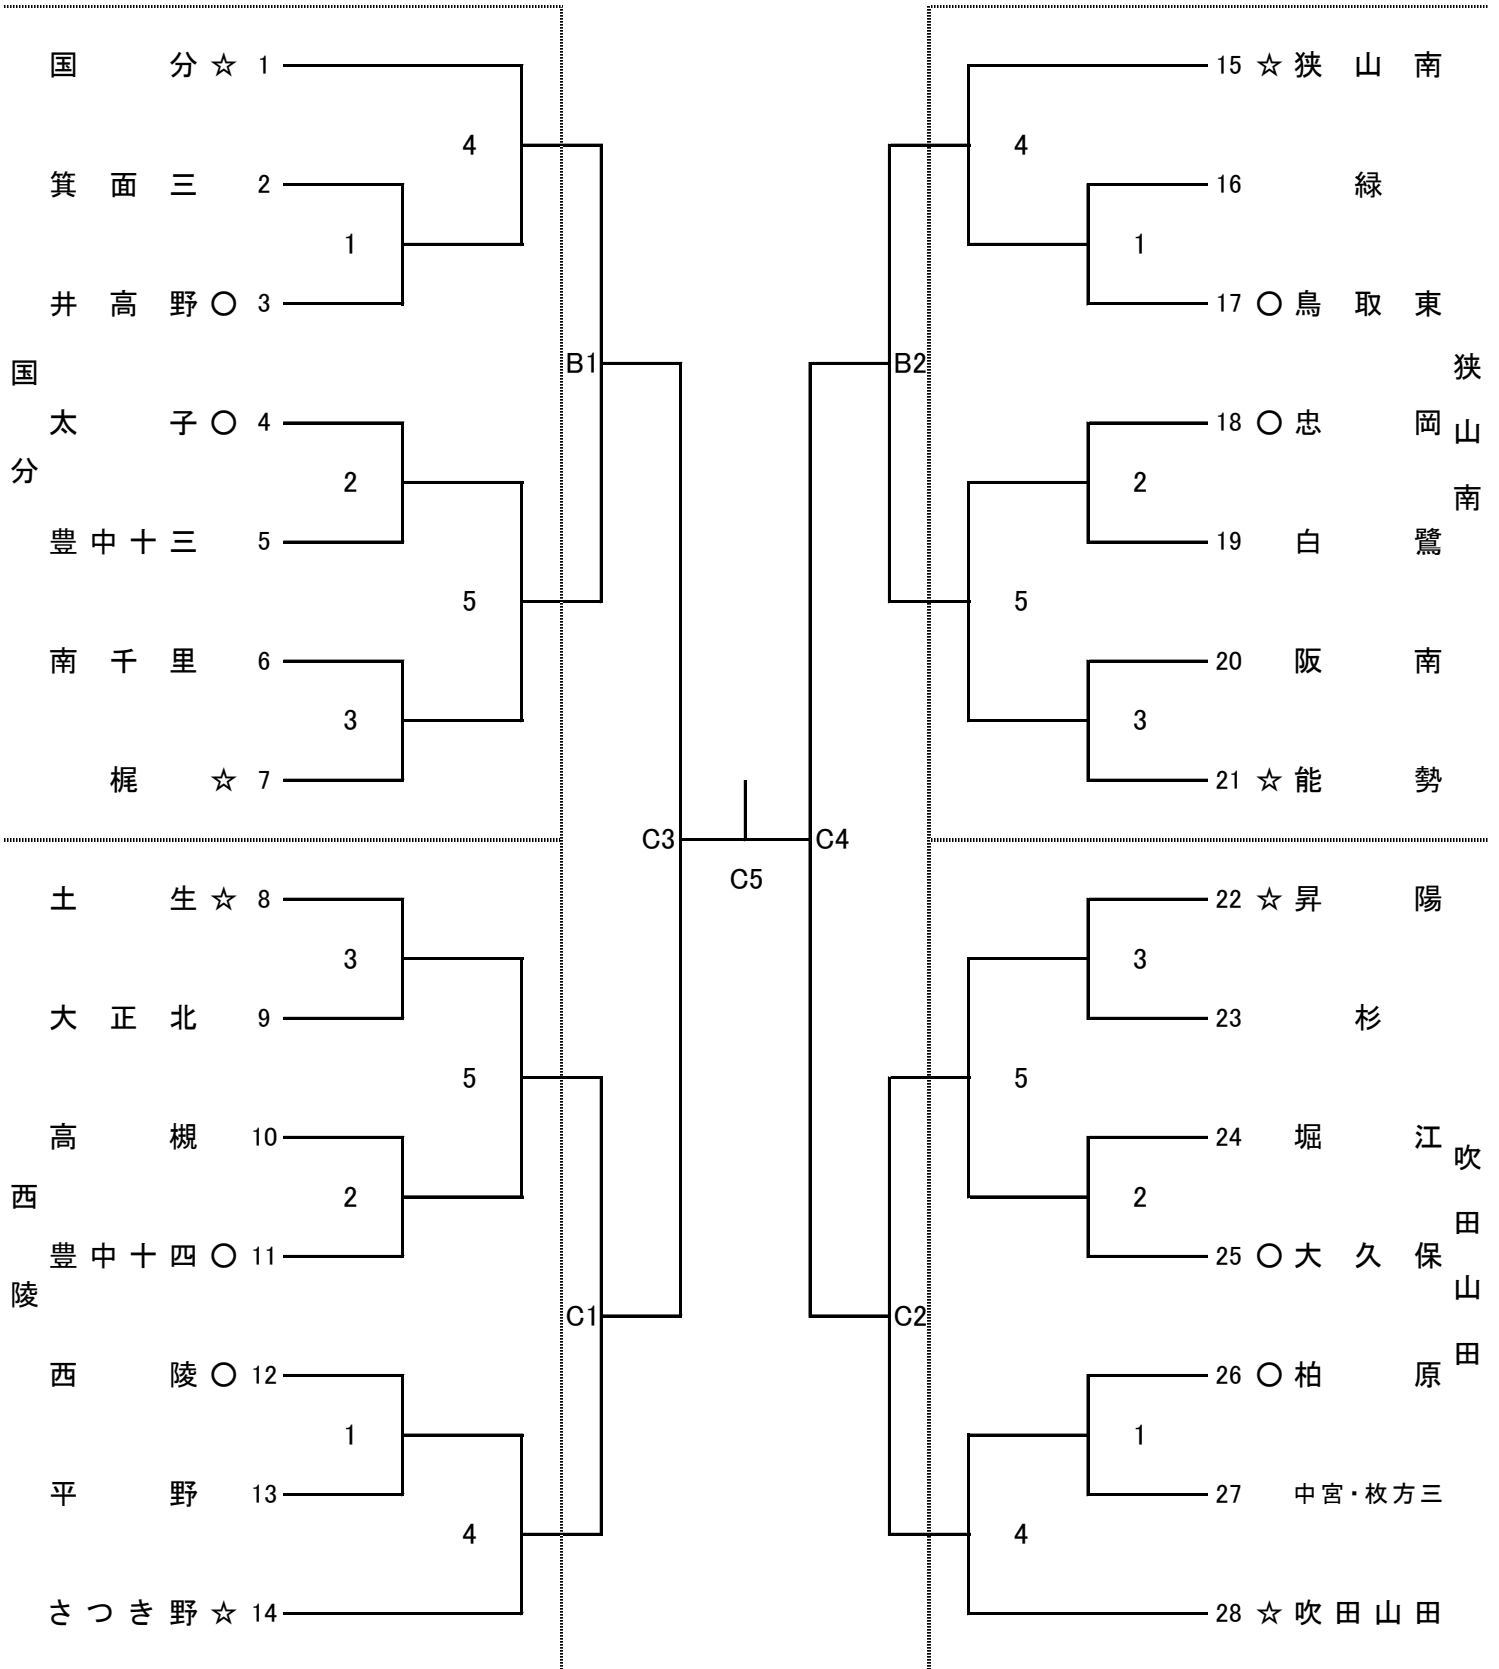 国分☆ 1
4
箕面三 2
1
井高野○ 3
B1
国分
太子○ 4
2
豊中十三 5
5
南千里 6
3
梶☆ 7
土生☆ 8
3
大正北 9
5
高槻 10
西陵
2
豊中十四○ 11
C1
西陵○ 12
1
平野 13
4
さつき野☆ 14
C3
C5
C4
15 ☆狭山南
4
16 緑
1
17 ○鳥取東
B2
狭山南
18 ○忠岡
2
19 白鷺
5
20 阪南
3
21 ☆能勢
22 ☆昇陽
3
23 杉
5
24 堀江
吹田山田
2
25 ○大久保
C2
26 ○柏原
1
27 中宮・枚方三
4
28 ☆吹田山田